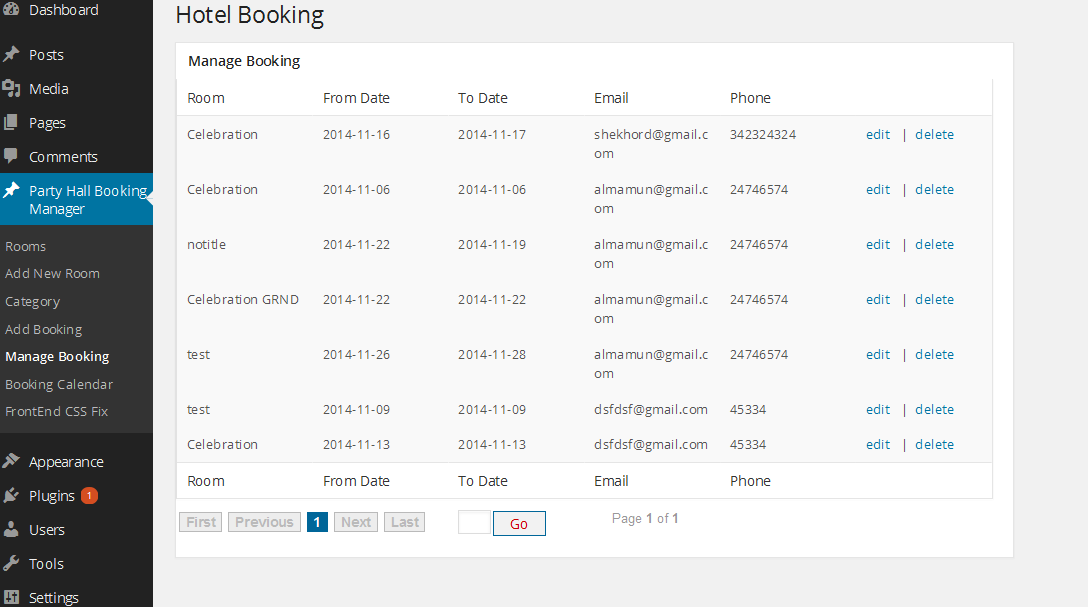 Dashboard
Posts
Media
Pages
Comments
Party Hall Booking
Manager
Rooms
Add New Room
Category
Add Booking
Manage Booking
Booking Calendar
FrontEnd CSS Fix
Appearance
Plugins 1
Users
Tools
Settings
Hotel Booking
Manage Booking
Room From Date To Date Email Phone
Celebration 2014-11-16 2014-11-17 shekhord@gmail.c 342324324 edit | delete
om
Celebration 2014-11-06 2014-11-06 almamun@gmail.c 24746574 edit | delete
om
notitle 2014-11-22 2014-11-19 almamun@gmail.c 24746574 edit | delete
om
Celebration GRND 2014-11-22 2014-11-22 almamun@gmail.c 24746574 edit | delete
om
test 2014-11-26 2014-11-28 almamun@gmail.c 24746574 edit | delete
om
test 2014-11-09 2014-11-09 dsfdsf@gmail.com 45334 edit | delete
Celebration 2014-11-13 2014-11-13 dsfdsf@gmail.com 45334 edit | delete
Room From Date To Date Email Phone
First Previous 1 Next Last Go Page 1 of 1